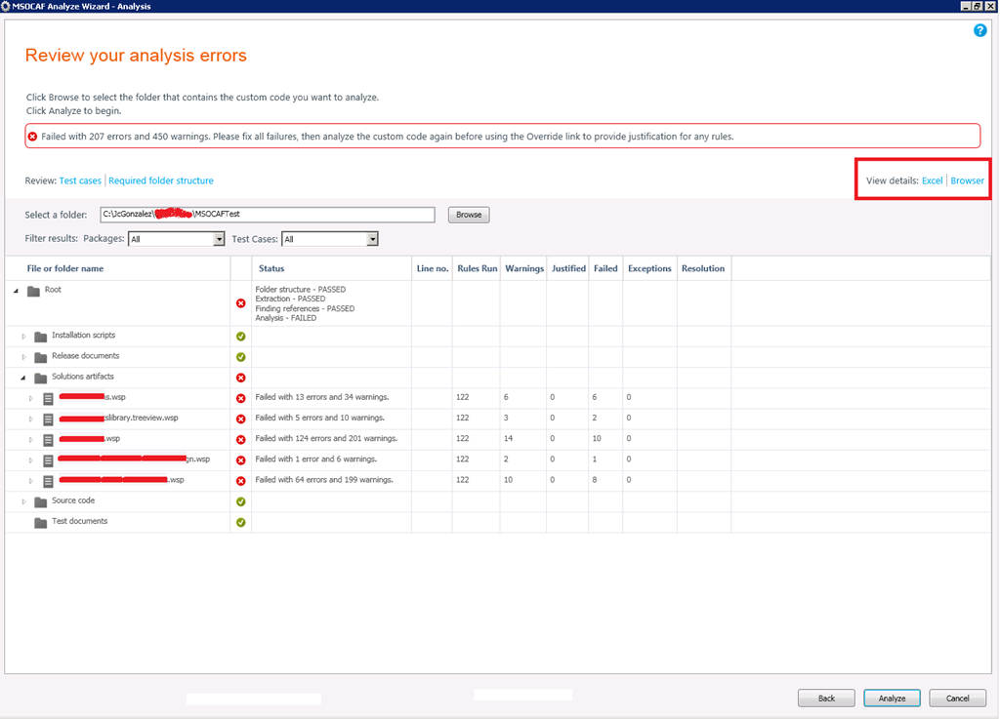 MSOCAF Analyze Wizard - Analysis
?
Review your analysis errors
Click Browse to select the folder that contains the custom code you want to analyze.
Click Analyze to begin.
Failed with 207 errors and 450 warnings. Please fix all failures, then analyze the custom code again before using the Override link to provide justification for any rules.
Review: Test cases | Required folder structure
View details: Excel | Browser
Select a folder: C:\JcGonzalez\ \MSOCAFTest Browse
Filter results: Packages: All Test Cases: All
File or folder name Status Line no. Rules Run Warnings Justified Failed Exceptions Resolution
Root
Folder structure - PASSED
Extraction - PASSED
Finding references - PASSED
Analysis - FAILED
Installation scripts
Release documents
Solutions artifacts
s.wsp Failed with 13 errors and 34 warnings. 122 6 0 6 0
slibrary.treeview.wsp Failed with 5 errors and 10 warnings. 122 3 0 2 0
.wsp Failed with 124 errors and 201 warnings. 122 14 0 10 0
gn.wsp Failed with 1 error and 6 warnings. 122 2 0 1 0
.wsp Failed with 64 errors and 199 warnings. 122 10 0 8 0
Source code
Test documents
Back Analyze Cancel